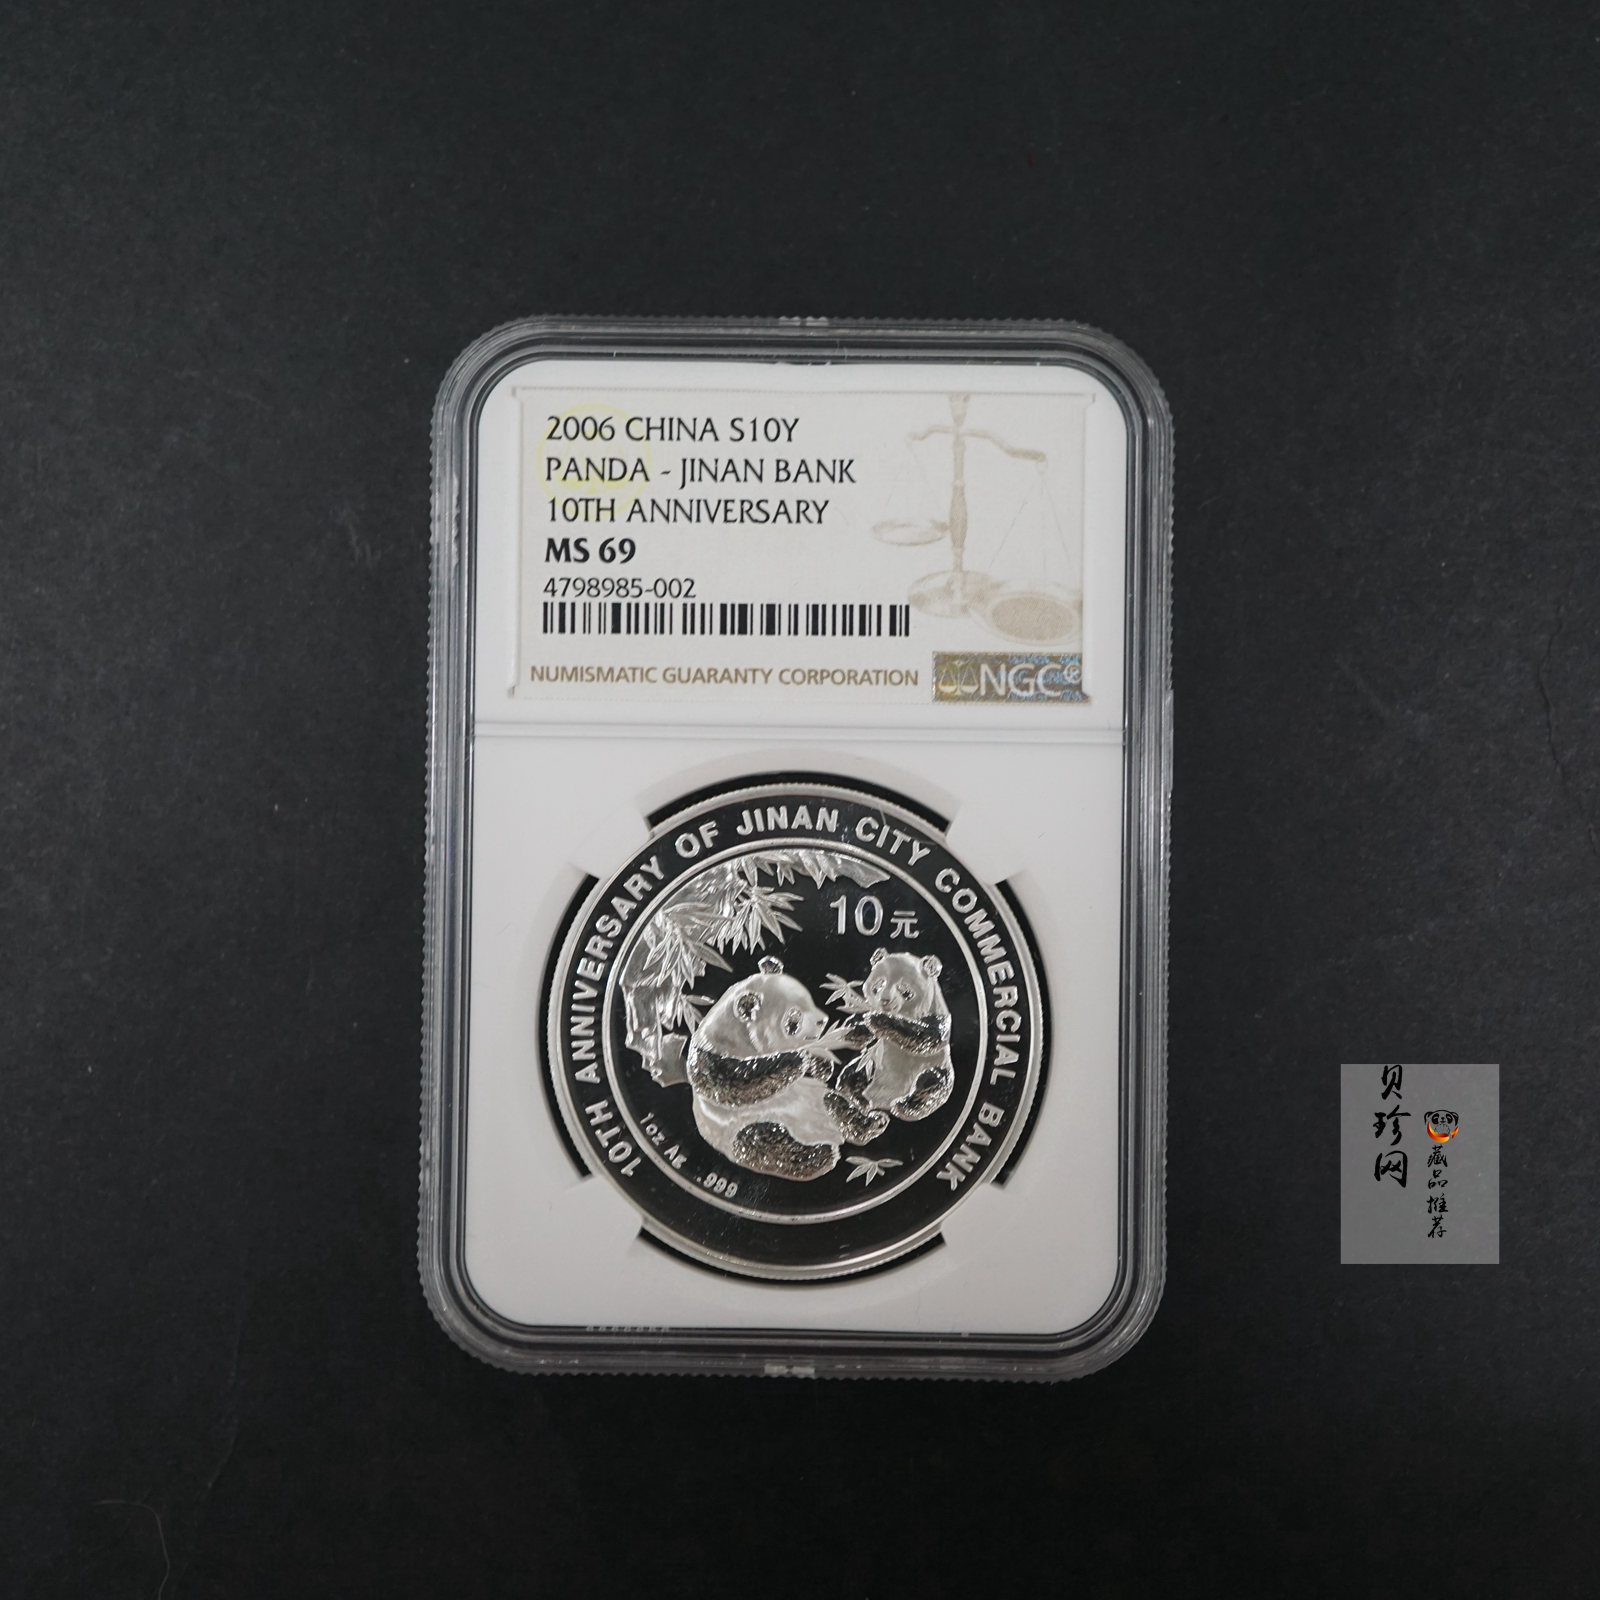 2006 CHINA S10Y
PANDA - JINAN BANK
10TH ANNIVERSARY
MS 69
4798985-002
NUMISMATIC GUARANTY CORPORATION
NGC®
10TH ANNIVERSARY OF JINAN CITY COMMERCIAL BANK
10元
1oz Ag .999
贝珍网
藏品推荐